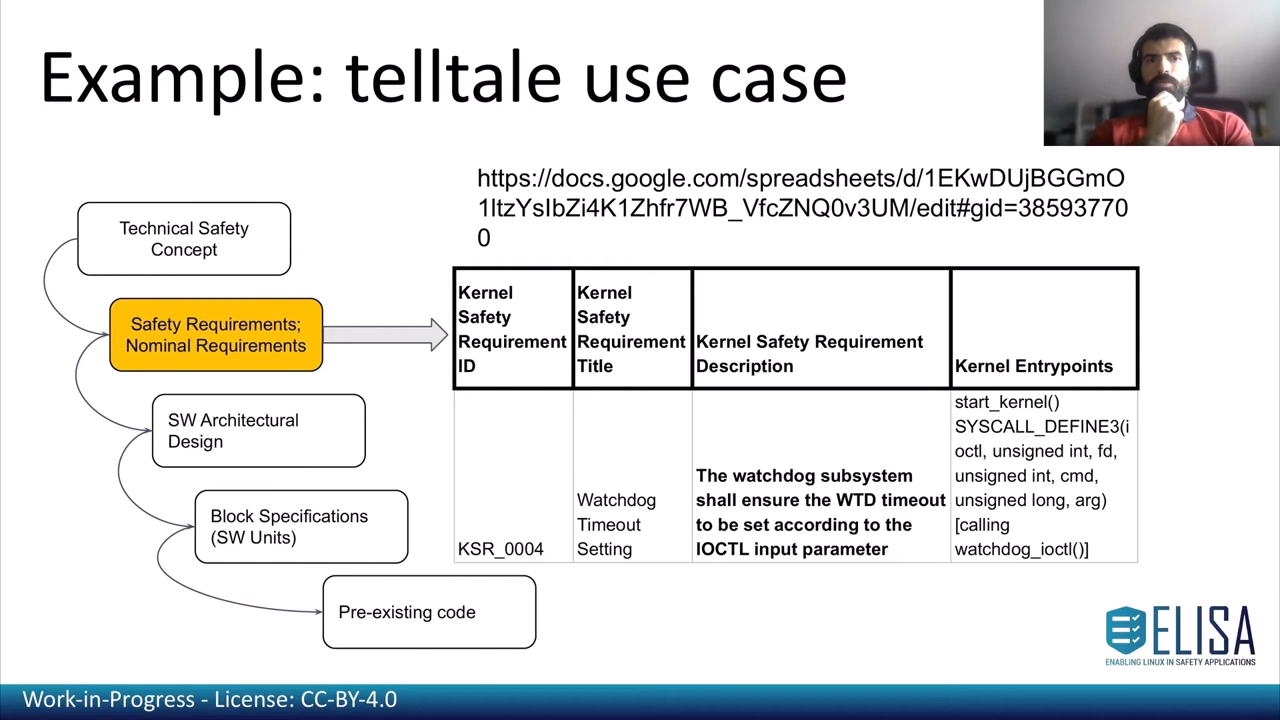 Example: telltale use case
https://docs.google.com/spreadsheets/d/1EKwDUjBGGmO
1ltzYsIbZi4K1Zhfr7WB_VfcZNQ0v3UM/edit#gid=38593770
0
Technical Safety
Concept
Safety Requirements;
Nominal Requirements
SW Architectural
Design
Block Specifications
(SW Units)
Pre-existing code
Kernel
Safety
Requirement
ID
Kernel
Safety
Requirement
Title
Kernel Safety Requirement
Description
Kernel Entrypoints
KSR_0004
Watchdog
Timeout
Setting
The watchdog subsystem
shall ensure the WTD timeout
to be set according to the
IOCTL input parameter
start_kernel()
SYSCALL_DEFINE3(i
octl, unsigned int, fd,
unsigned int, cmd,
unsigned long, arg)
[calling
watchdog_ioctl()]
ELISA
ENABLING LINUX IN SAFETY APPLICATIONS
Work-in-Progress - License: CC-BY-4.0